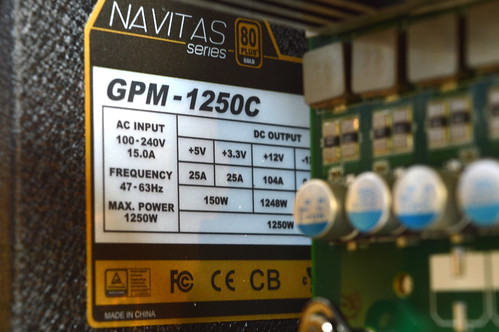 NAVITAS
series
80
PLUS
GOLD
GPM-1250C
AC INPUT
100-240V
15.0A
FREQUENCY
47-63Hz
MAX. POWER
1250W
DC OUTPUT
+5V +3.3V +12V
25A 25A 104A
150W 1248W
1250W
FC CE CB
MADE IN CHINA